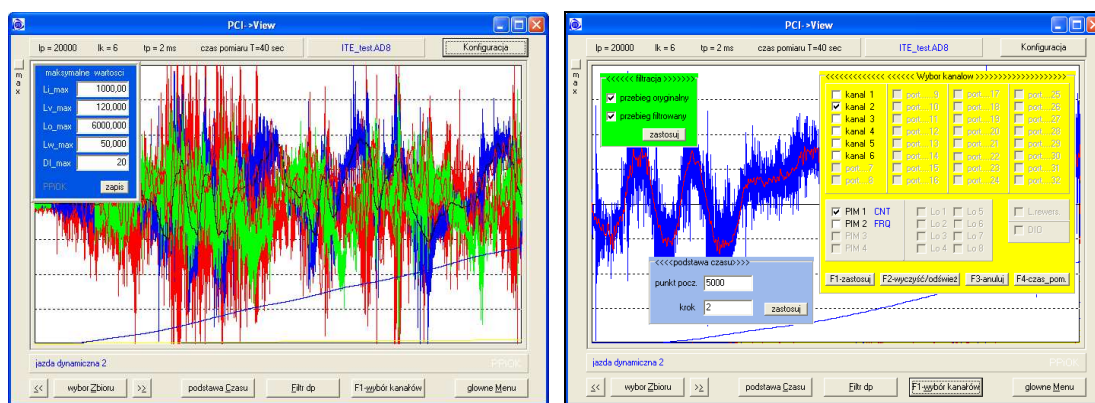 PCI->View
lp = 20000 lk = 6 tp = 2 ms czas pomiaru T=40 sec ITE_test.AD8 Konfiguracja
max
maksymalne wartosci
Li_max 1000,00
Lv_max 120,000
Lo_max 6000,000
Lw_max 50,000
DI_max 20
PPiOK zapis
jazda dynamiczna 2 PPiOK
<< wybor Zbioru >> podstawa Czasu Filtr dp F1-wybór kanałów glowne Menu
PCI->View
lp = 20000 lk = 6 tp = 2 ms czas pomiaru T=40 sec ITE_test.AD8 Konfiguracja
max
<<<<<< filtracja >>>>>>>
przebieg oryginalny
przebieg filtrowany
zastosuj
<<<<<<<<<<<<< <<<<<< Wybor kanalow >>>>>>>>>>>>>>>>>>>>
kanal 1 port....9 port....17 port....25
kanal 2 port....10 port....18 port....26
kanal 3 port....11 port....19 port....27
kanal 4 port....12 port....20 port....28
kanal 5 port....13 port....21 port....29
kanal 6 port....14 port....22 port....30
port....7 port....15 port....23 port....31
port....8 port....16 port....24 port....32
PIM 1 CNT Lo 1 Lo 5 L.rewers.
PIM 2 FRQ Lo 2 Lo 6 DIO
PIM 3 Lo 3 Lo 7
PIM 4 Lo 4 Lo 8
F1-zastosuj F2-wyczyść/odśwież F3-anuluj F4-czas_pom.
<<<<podstawa czasu>>>>
punkt pocz. 5000
krok 2 zastosuj
jazda dynamiczna 2 PPiOK
<< wybor Zbioru >> podstawa Czasu Filtr dp F1-wybór kanałów glowne Menu